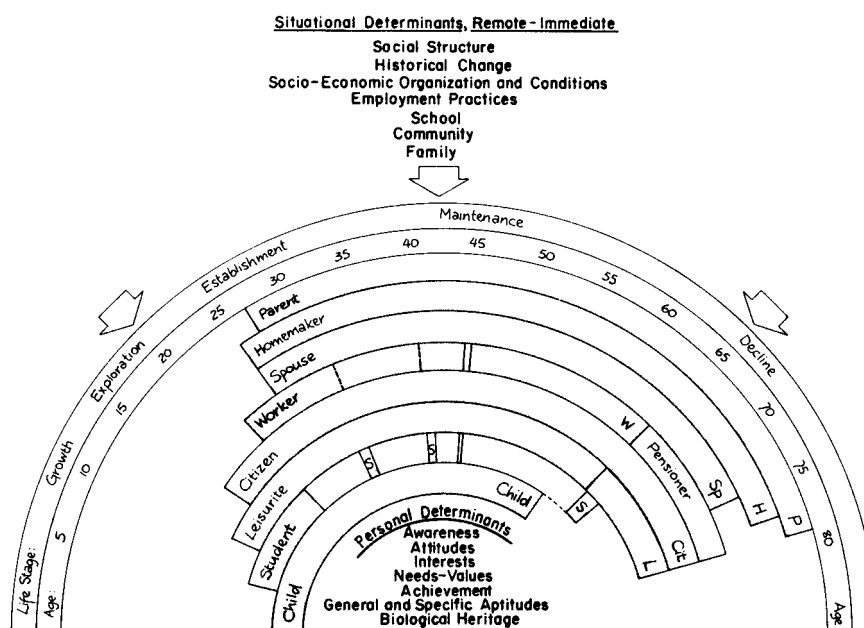 Situational Determinants, Remote-Immediate
Social Structure
Historical Change
Socio-Economic Organization and Conditions
Employment Practices
School
Community
Family
Life Stage:
Growth
Exploration
Establishment
Maintenance
Decline
Age:
5
10
15
20
25
30
35
40
45
50
55
60
65
70
75
80
Age
Parent
P
Homemaker
H
Spouse
Sp
Worker
W
Pensioner
Citizen
Cit
Leisurite
L
Student
S
S
S
Child
Child
Personal Determinants
Awareness
Attitudes
Interests
Needs-Values
Achievement
General and Specific Aptitudes
Biological Heritage